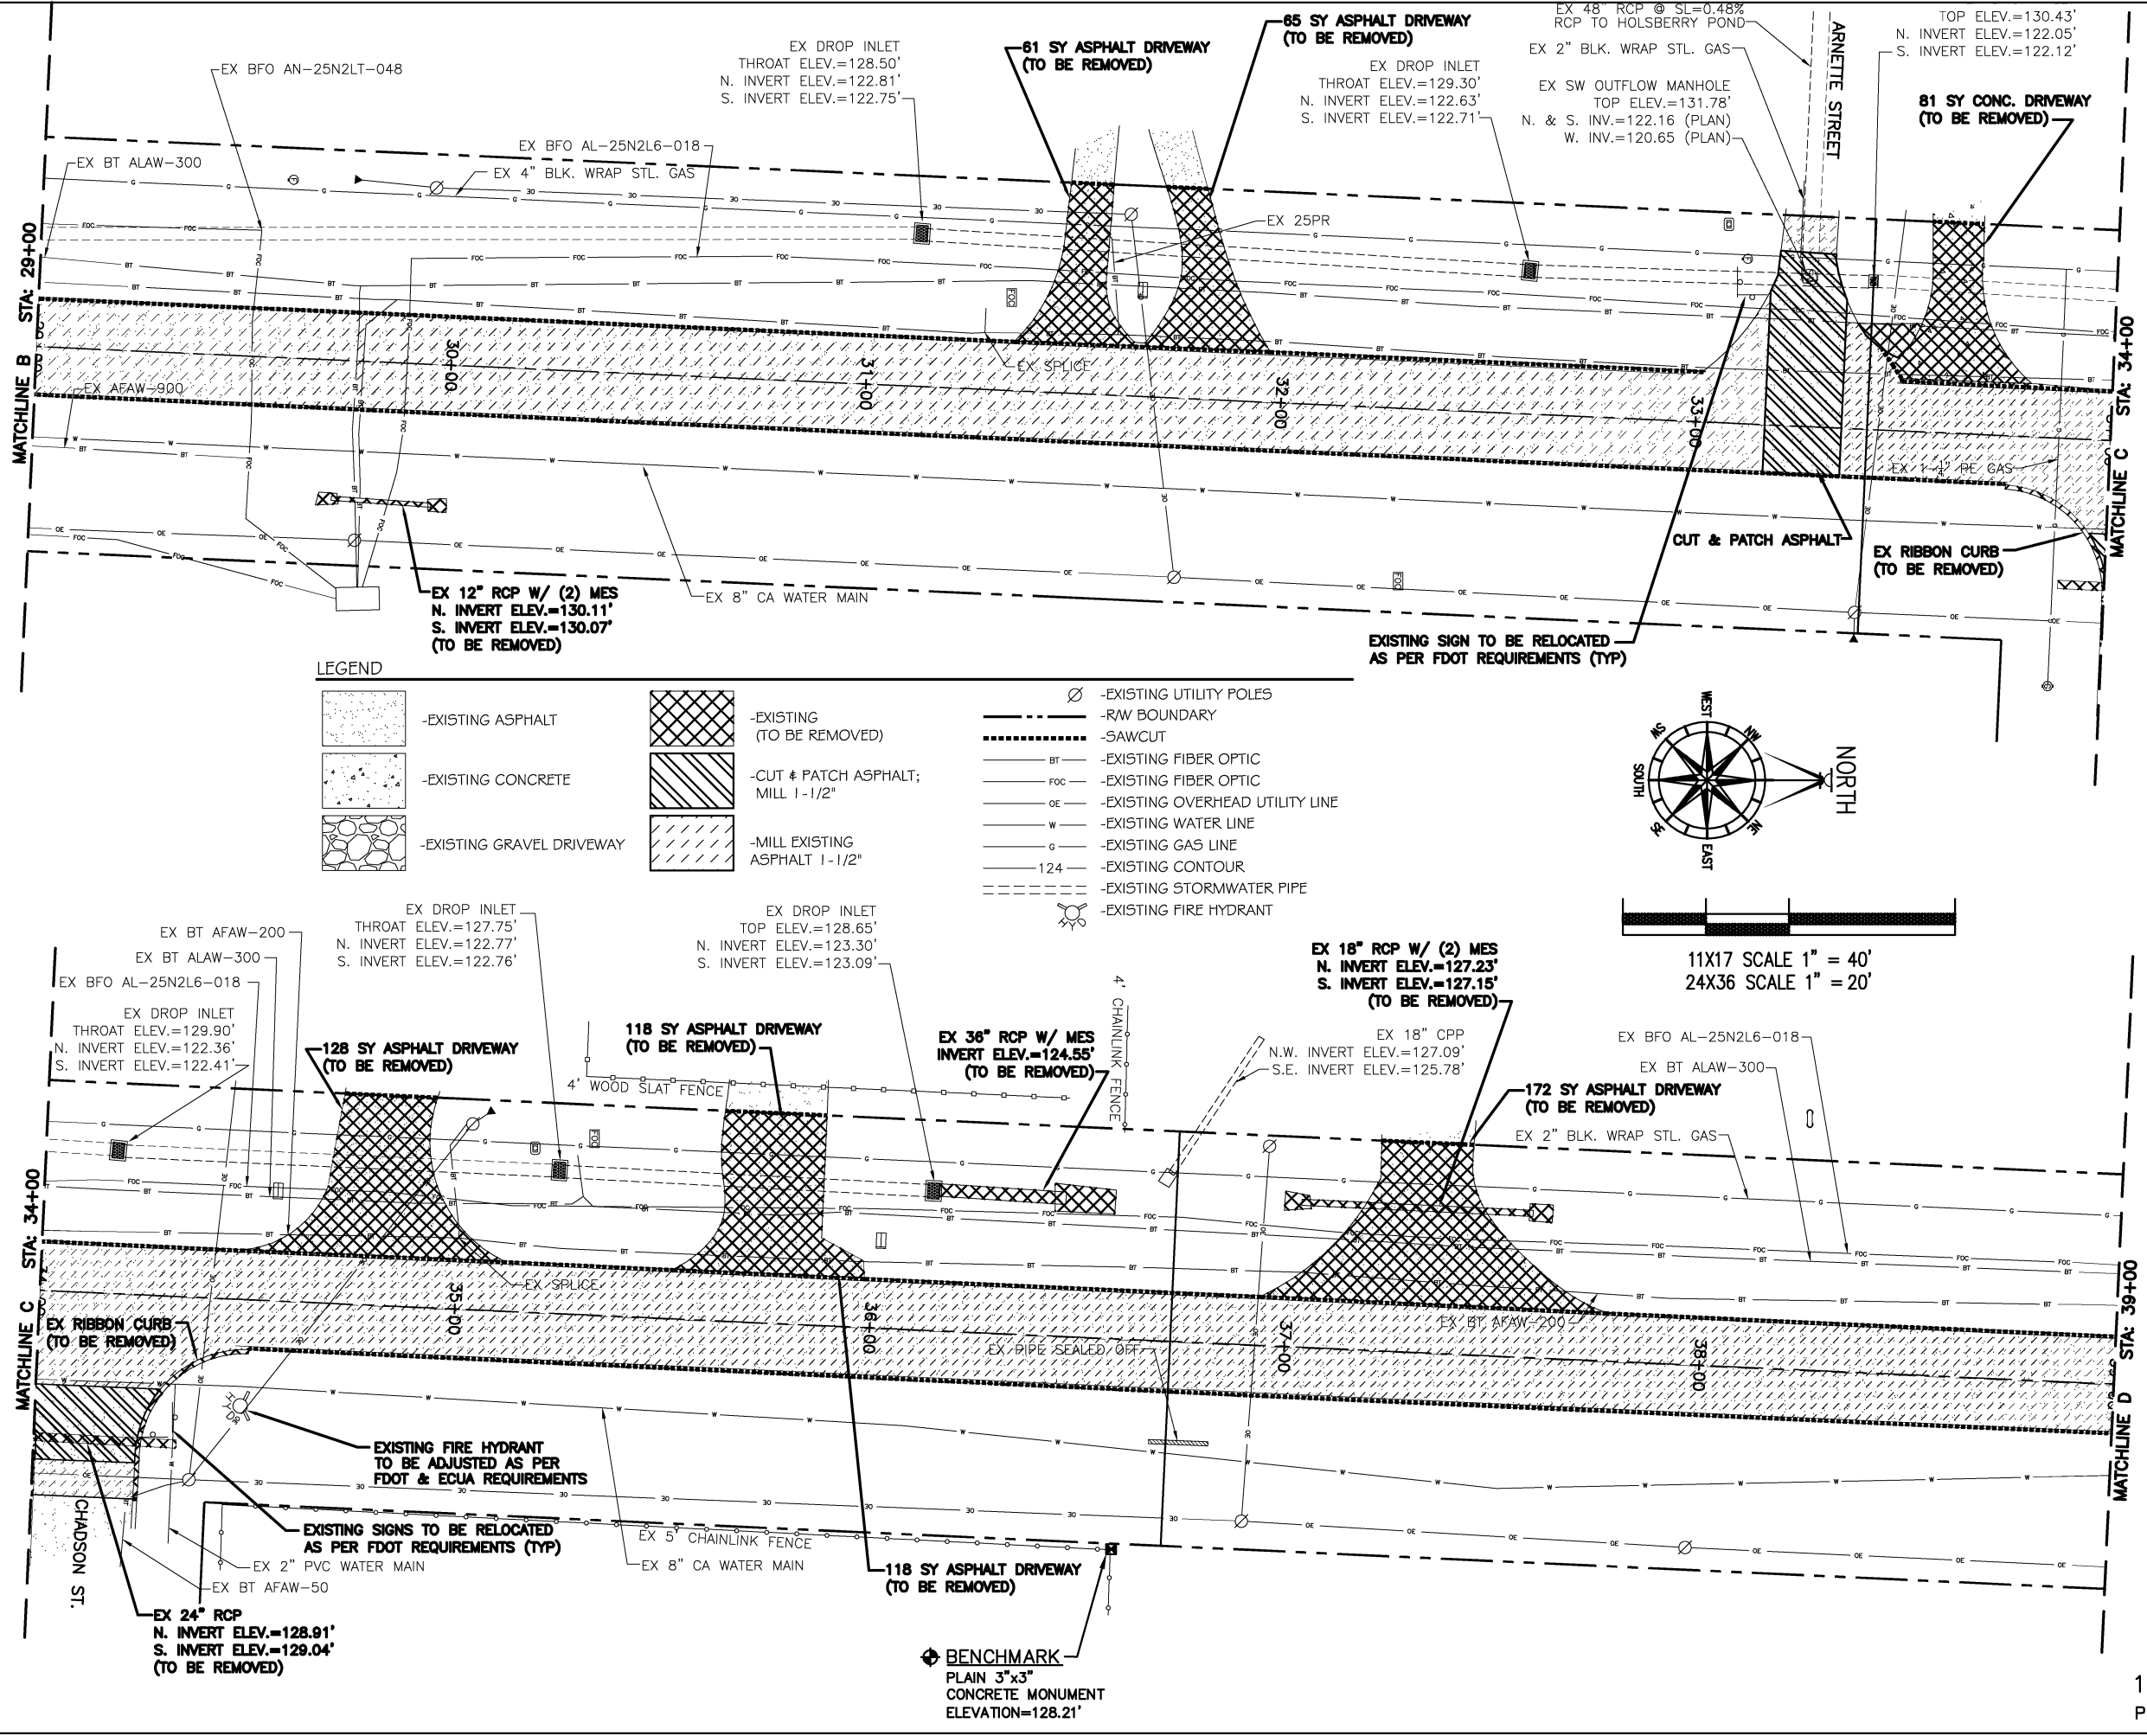 EX BFO AN-25N2LT-048
EX BT ALAW-300
EX DROP INLET
THROAT ELEV.=128.50'
N. INVERT ELEV.=122.81'
S. INVERT ELEV.=122.75'
EX BFO AL-25N2L6-018
EX 4" BLK. WRAP STL. GAS
61 SY ASPHALT DRIVEWAY
(TO BE REMOVED)
65 SY ASPHALT DRIVEWAY
(TO BE REMOVED)
EX DROP INLET
THROAT ELEV.=129.30'
N. INVERT ELEV.=122.63'
S. INVERT ELEV.=122.71'
EX 48" RCP @ SL=0.48%
RCP TO HOLSBERRY POND
EX 2" BLK. WRAP STL. GAS
EX SW OUTFLOW MANHOLE
TOP ELEV.=131.78'
N. & S. INV.=122.16 (PLAN)
W. INV.=120.65 (PLAN)
ARNETTE STREET
TOP ELEV.=130.43'
N. INVERT ELEV.=122.05'
S. INVERT ELEV.=122.12'
81 SY CONC. DRIVEWAY
(TO BE REMOVED)
EX 25PR
MATCHLINE B STA: 29+00
EX AFAW-900
30+00
31+00
32+00
33+00
EX SPLICE
EX 1-1/4" PE GAS
MATCHLINE C STA: 34+00
CUT & PATCH ASPHALT
EX RIBBON CURB
(TO BE REMOVED)
EX 12" RCP W/ (2) MES
N. INVERT ELEV.=130.11'
S. INVERT ELEV.=130.07'
(TO BE REMOVED)
EX 8" CA WATER MAIN
EXISTING SIGN TO BE RELOCATED
AS PER FDOT REQUIREMENTS (TYP)
LEGEND
-EXISTING ASPHALT
-EXISTING CONCRETE
-EXISTING GRAVEL DRIVEWAY
-EXISTING
(TO BE REMOVED)
-CUT & PATCH ASPHALT;
MILL 1-1/2"
-MILL EXISTING
ASPHALT 1-1/2"
-EXISTING UTILITY POLES
-R/W BOUNDARY
-SAWCUT
BT -EXISTING FIBER OPTIC
FOC -EXISTING FIBER OPTIC
OE -EXISTING OVERHEAD UTILITY LINE
W -EXISTING WATER LINE
G -EXISTING GAS LINE
124 -EXISTING CONTOUR
-EXISTING STORMWATER PIPE
HYD -EXISTING FIRE HYDRANT
WEST
NW
NORTH
NE
EAST
SE
SOUTH
SW
11X17 SCALE 1" = 40'
24X36 SCALE 1" = 20'
EX BT AFAW-200
EX BT ALAW-300
EX BFO AL-25N2L6-018
EX DROP INLET
THROAT ELEV.=129.90'
N. INVERT ELEV.=122.36'
S. INVERT ELEV.=122.41'
EX DROP INLET
THROAT ELEV.=127.75'
N. INVERT ELEV.=122.77'
S. INVERT ELEV.=122.76'
128 SY ASPHALT DRIVEWAY
(TO BE REMOVED)
EX DROP INLET
TOP ELEV.=128.65'
N. INVERT ELEV.=123.30'
S. INVERT ELEV.=123.09'
118 SY ASPHALT DRIVEWAY
(TO BE REMOVED)
4' WOOD SLAT FENCE
EX 36" RCP W/ MES
INVERT ELEV.=124.55'
(TO BE REMOVED)
4' CHAINLINK FENCE
EX 18" RCP W/ (2) MES
N. INVERT ELEV.=127.23'
S. INVERT ELEV.=127.15'
(TO BE REMOVED)
EX 18" CPP
N.W. INVERT ELEV.=127.09'
S.E. INVERT ELEV.=125.78'
172 SY ASPHALT DRIVEWAY
(TO BE REMOVED)
EX BFO AL-25N2L6-018
EX BT ALAW-300
EX 2" BLK. WRAP STL. GAS
MATCHLINE C STA: 34+00
35+00
36+00
37+00
38+00
EX SPLICE
EX PIPE SEALED OFF
EX BT AFAW-200
MATCHLINE D STA: 39+00
EX RIBBON CURB
(TO BE REMOVED)
HYDR
EXISTING FIRE HYDRANT
TO BE ADJUSTED AS PER
FDOT & ECUA REQUIREMENTS
CHADSON ST.
EXISTING SIGNS TO BE RELOCATED
AS PER FDOT REQUIREMENTS (TYP)
EX 2" PVC WATER MAIN
EX BT AFAW-50
EX 5' CHAINLINK FENCE
EX 8" CA WATER MAIN
118 SY ASPHALT DRIVEWAY
(TO BE REMOVED)
EX 24" RCP
N. INVERT ELEV.=128.91'
S. INVERT ELEV.=129.04'
(TO BE REMOVED)
BENCHMARK
PLAIN 3"x3"
CONCRETE MONUMENT
ELEVATION=128.21'
1
P